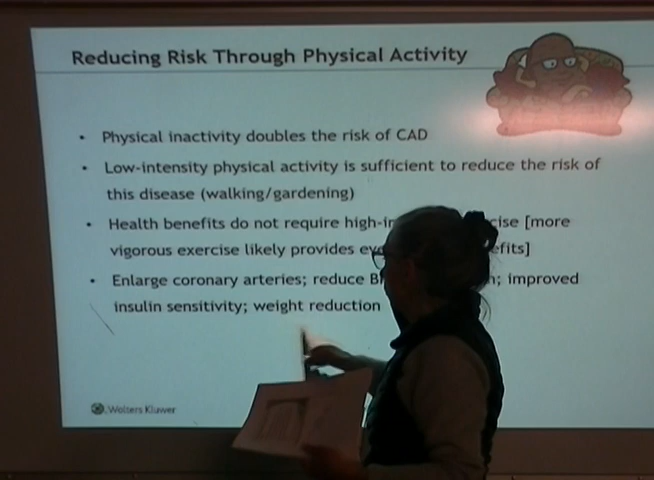 Reducing Risk Through Physical Activity
• Physical inactivity doubles the risk of CAD
• Low-intensity physical activity is sufficient to reduce the risk of
this disease (walking/gardening)
• Health benefits do not require [more
vigorous exercise likely provides
• Enlarge coronary arteries; reduce improved
insulin sensitivity; weight reduction
Wolters Kluwer